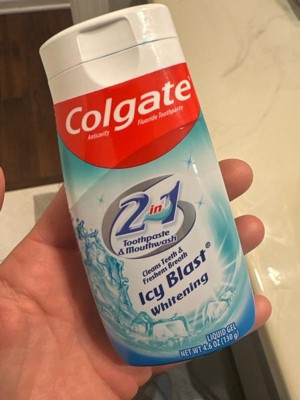 Colgate®
Anticavity Fluoride Toothpaste
2in1
Toothpaste
& Mouthwash
Cleans Teeth &
Freshens Breath
Icy Blast®
Whitening
LIQUID GEL
NET WT 4.6 OZ (130 g)